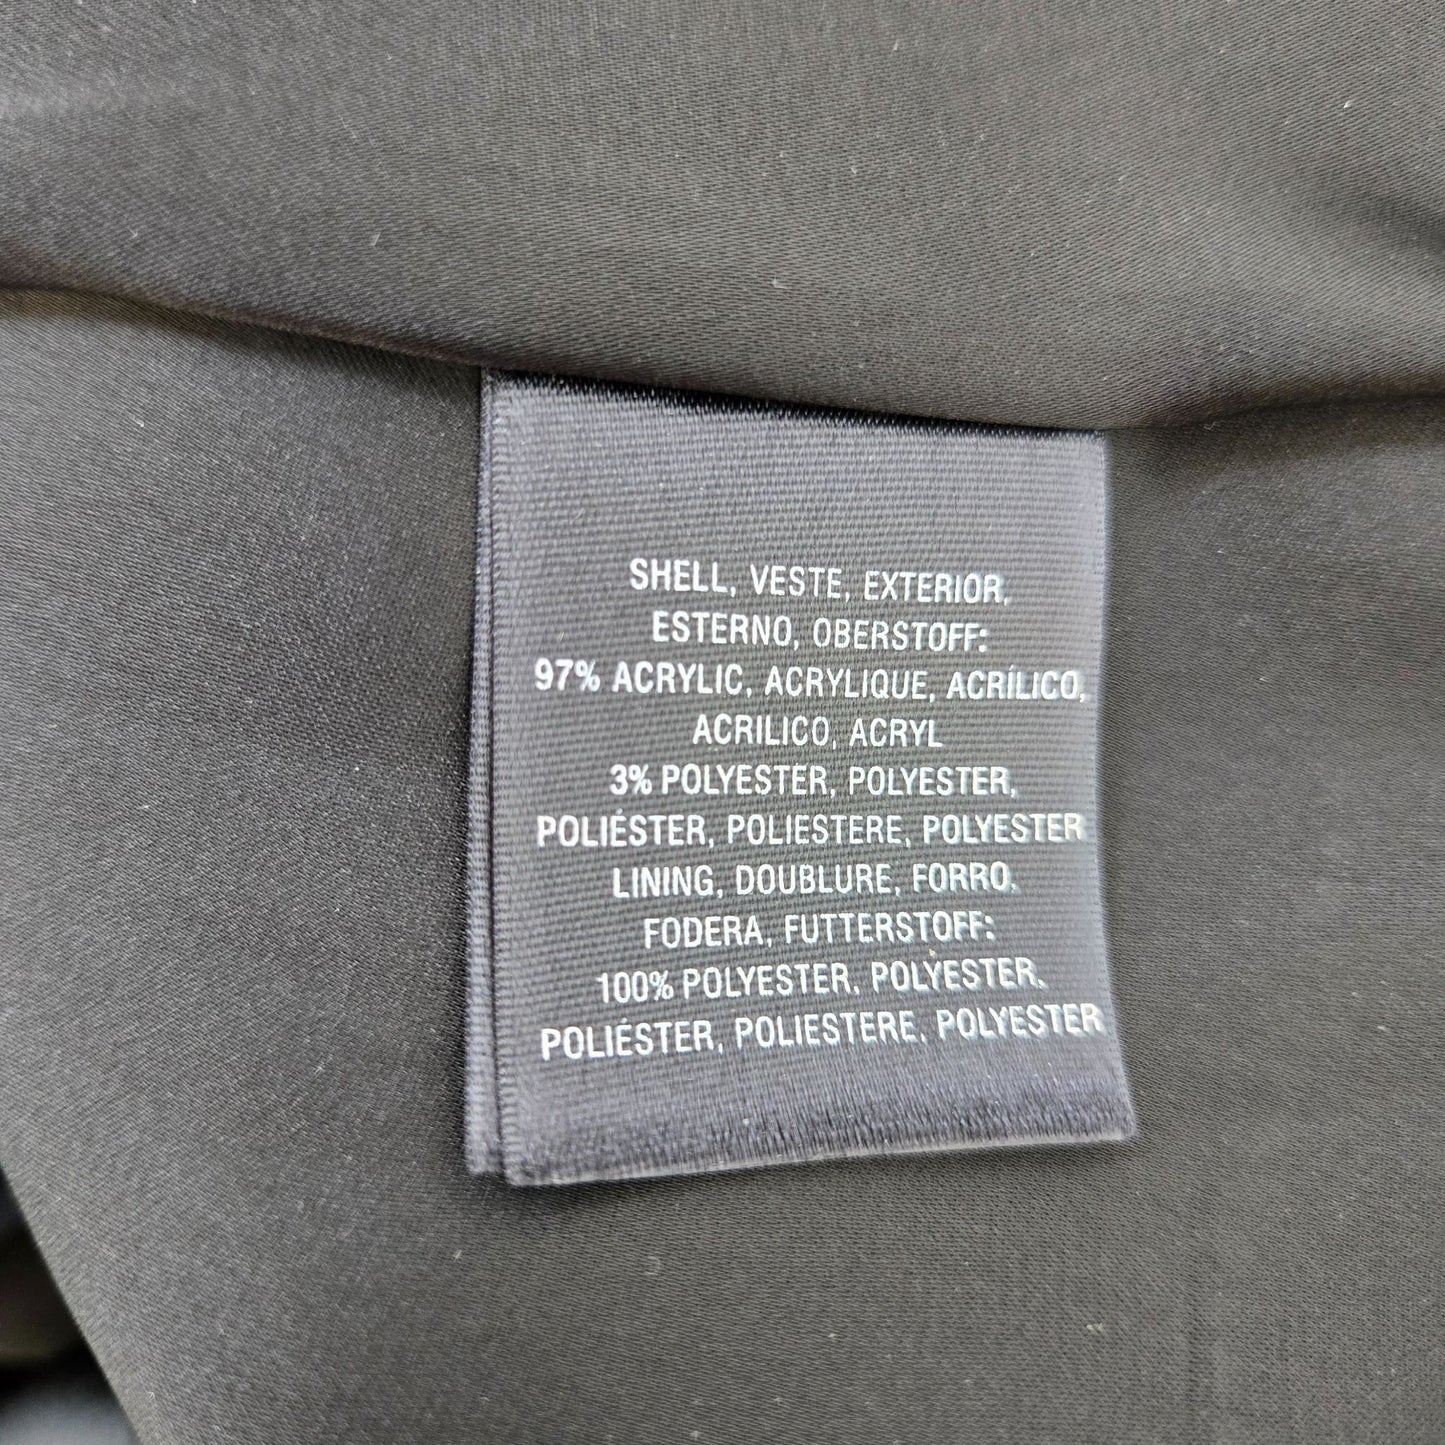 SHELL, VESTE, EXTERIOR,
ESTERNO, OBERSTOFF:
97% ACRYLIC, ACRYLIQUE, ACRÍLICO,
ACRILICO, ACRYL
3% POLYESTER, POLYESTER,
POLIÉSTER, POLIESTERE, POLYESTER
LINING, DOUBLURE, FORRO,
FODERA, FUTTERSTOFF:
100% POLYESTER, POLYESTER,
POLIÉSTER, POLIESTERE, POLYESTER